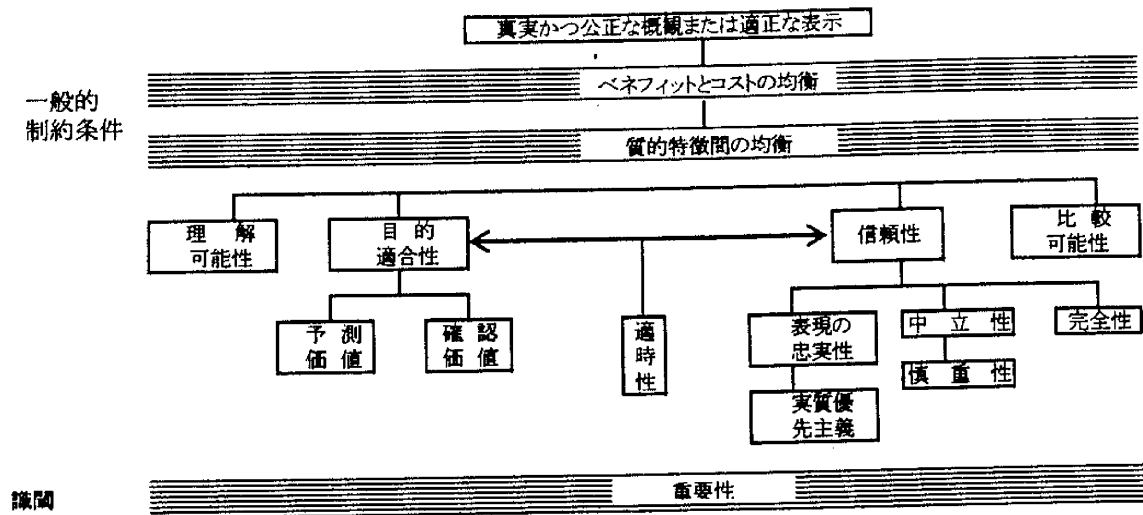 真実かつ公正な概観または適正な表示
ベネフィットとコストの均衡
一般的
制約条件
質的特徴間の均衡
理解
可能性
目的
適合性
信頼性
比較
可能性
予測
価値
確認
価値
適
時
性
表現の
忠実性
中立性
完全性
慎重性
実質優
先主義
重要性
識閾